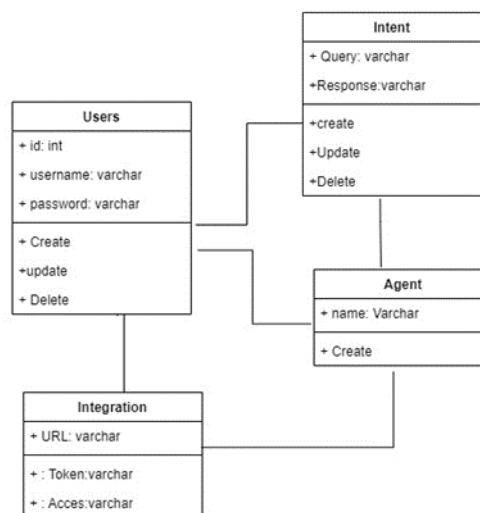 Intent
+ Query: varchar
+Response:varchar
+create
+Update
+Delete
Users
+ id: int
+ username: varchar
+ password: varchar
+ Create
+update
+ Delete
Agent
+ name: Varchar
+ Create
Integration
+ URL: varchar
+ : Token:varchar
+ : Acces:varchar